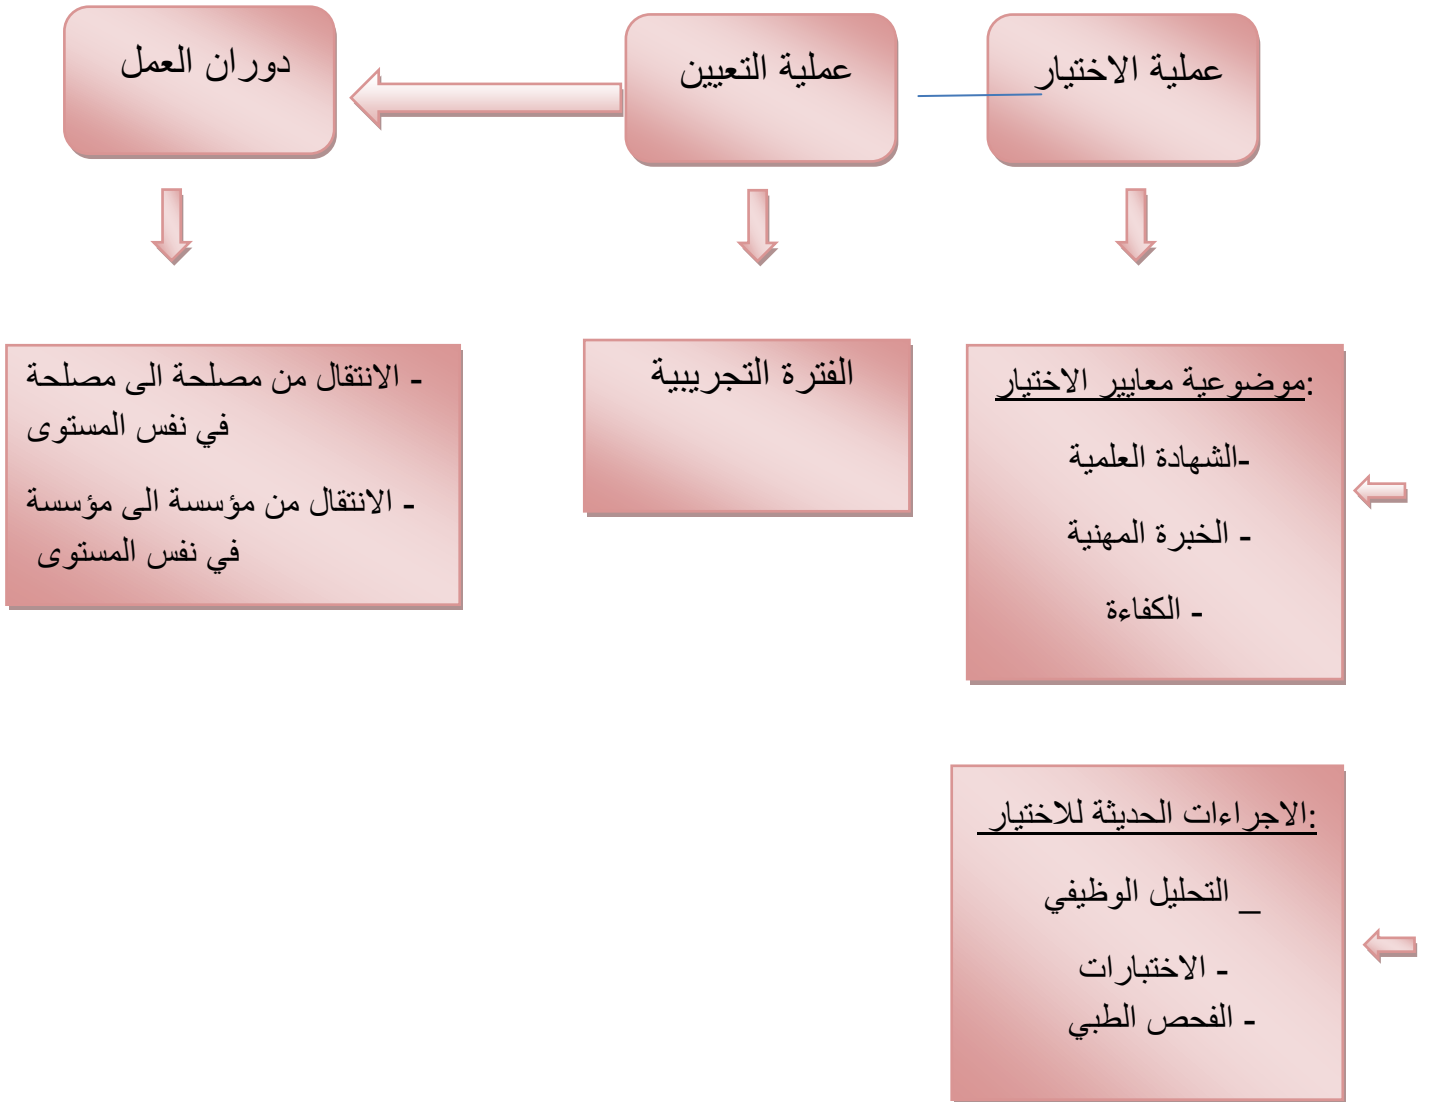 عملية الاختيار
عملية التعيين
دوران العمل
موضوعية معايير الاختيار:
-الشهادة العلمية
- الخبرة المهنية
- الكفاءة
الاجراءات الحديثة للاختيار:
_ التحليل الوظيفي
- الاختبارات
- الفحص الطبي
الفترة التجريبية
- الانتقال من مصلحة الى مصلحة
في نفس المستوى
- الانتقال من مؤسسة الى مؤسسة
في نفس المستوى